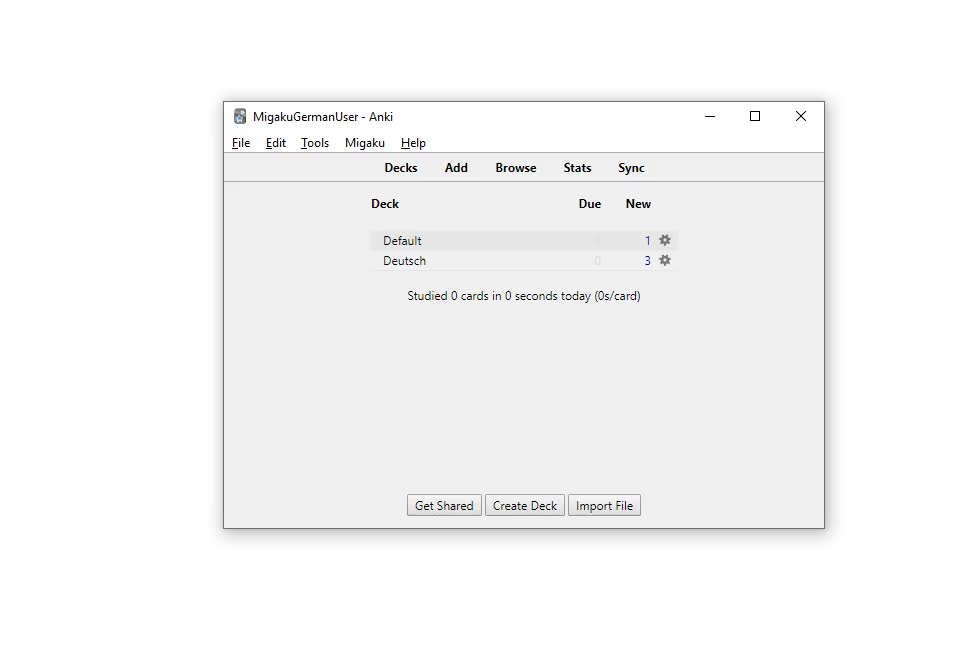 MigakuGermanUser - Anki
File Edit Tools Migaku Help
Decks Add Browse Stats Sync
Deck Due New
Default 1
Deutsch 0 3
Studied 0 cards in 0 seconds today (0s/card)
Get Shared Create Deck Import File